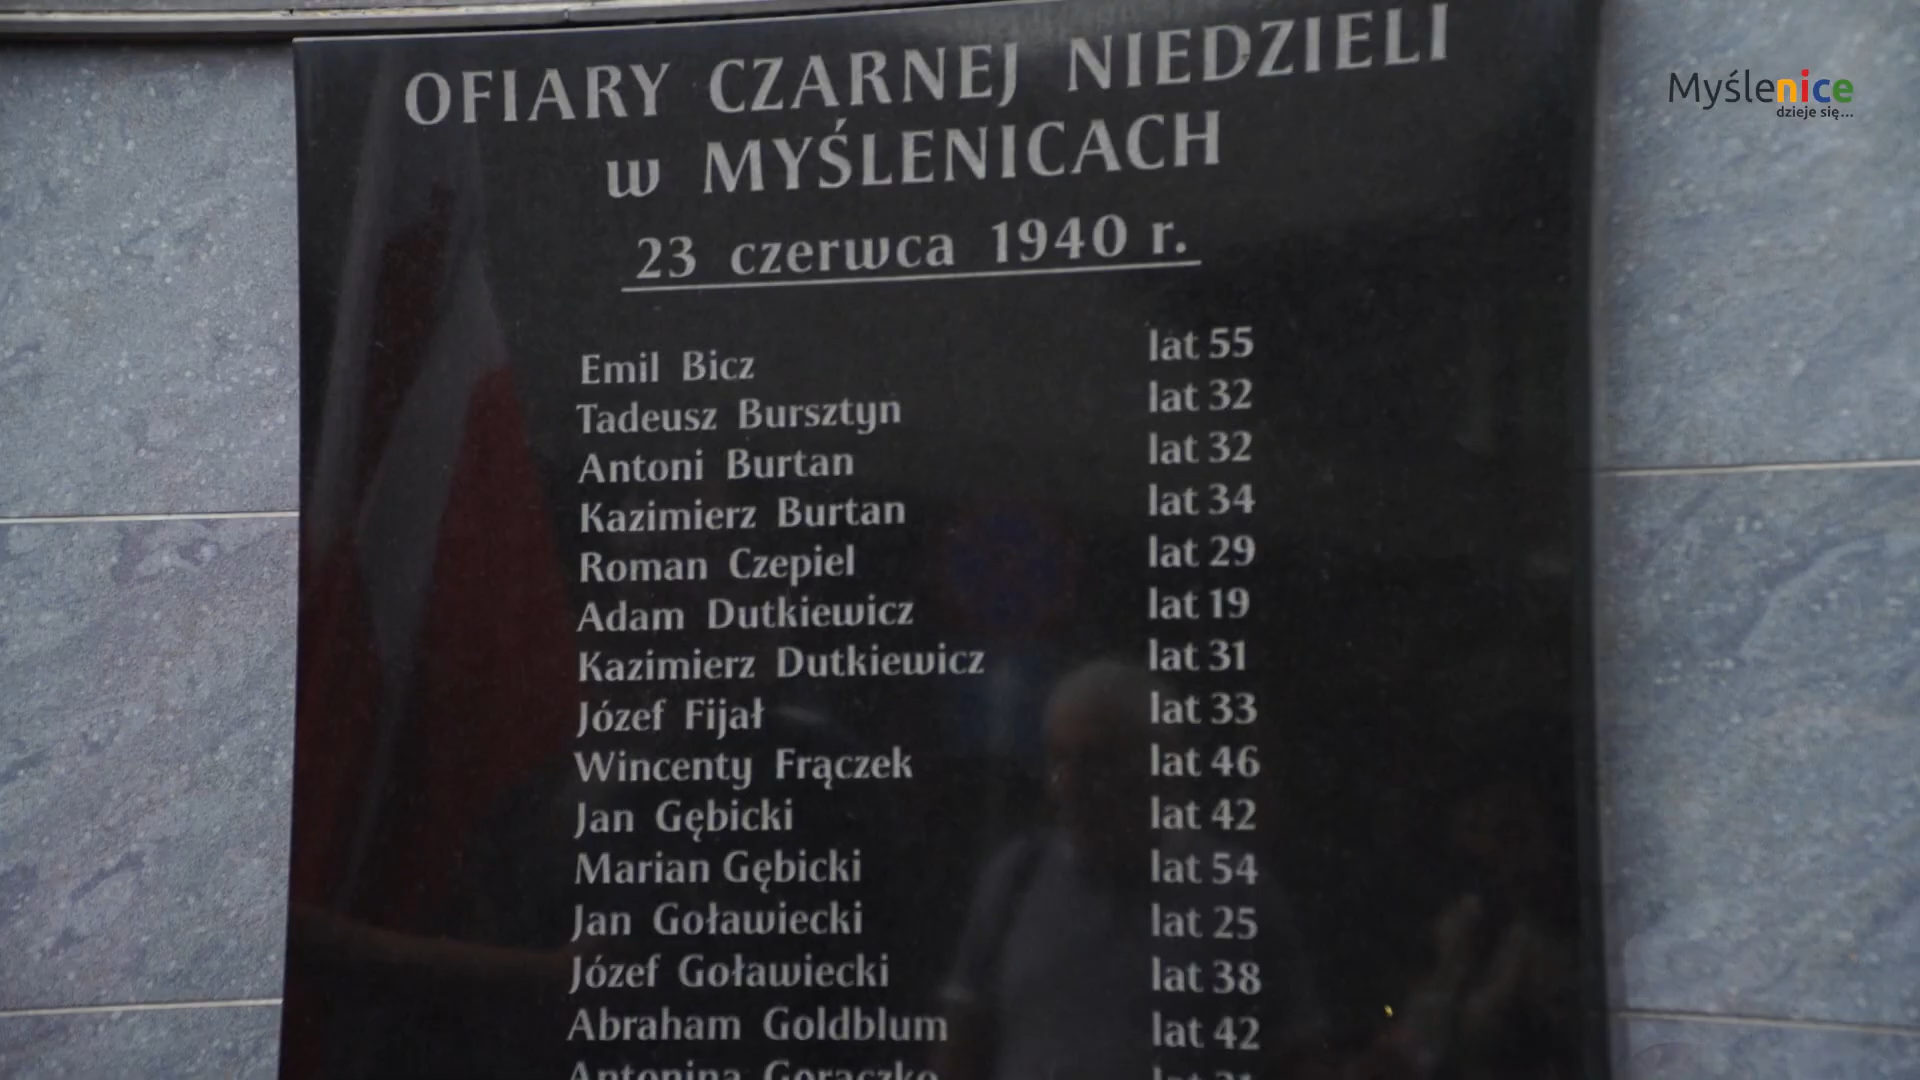 OFIARY CZARNEJ NIEDZIELI
w MYŚLENICACH
23 czerwca 1940 r.
Emil Bicz lat 55
Tadeusz Bursztyn lat 32
Antoni Burtan lat 32
Kazimierz Burtan lat 34
Roman Czepiel lat 29
Adam Dutkiewicz lat 19
Kazimierz Dutkiewicz lat 31
Józef Fijał lat 33
Wincenty Frączek lat 46
Jan Gębicki lat 42
Marian Gębicki lat 54
Jan Goławiecki lat 25
Józef Goławiecki lat 38
Abraham Goldblum lat 42
Antonina
Myślenice
dzieje się...